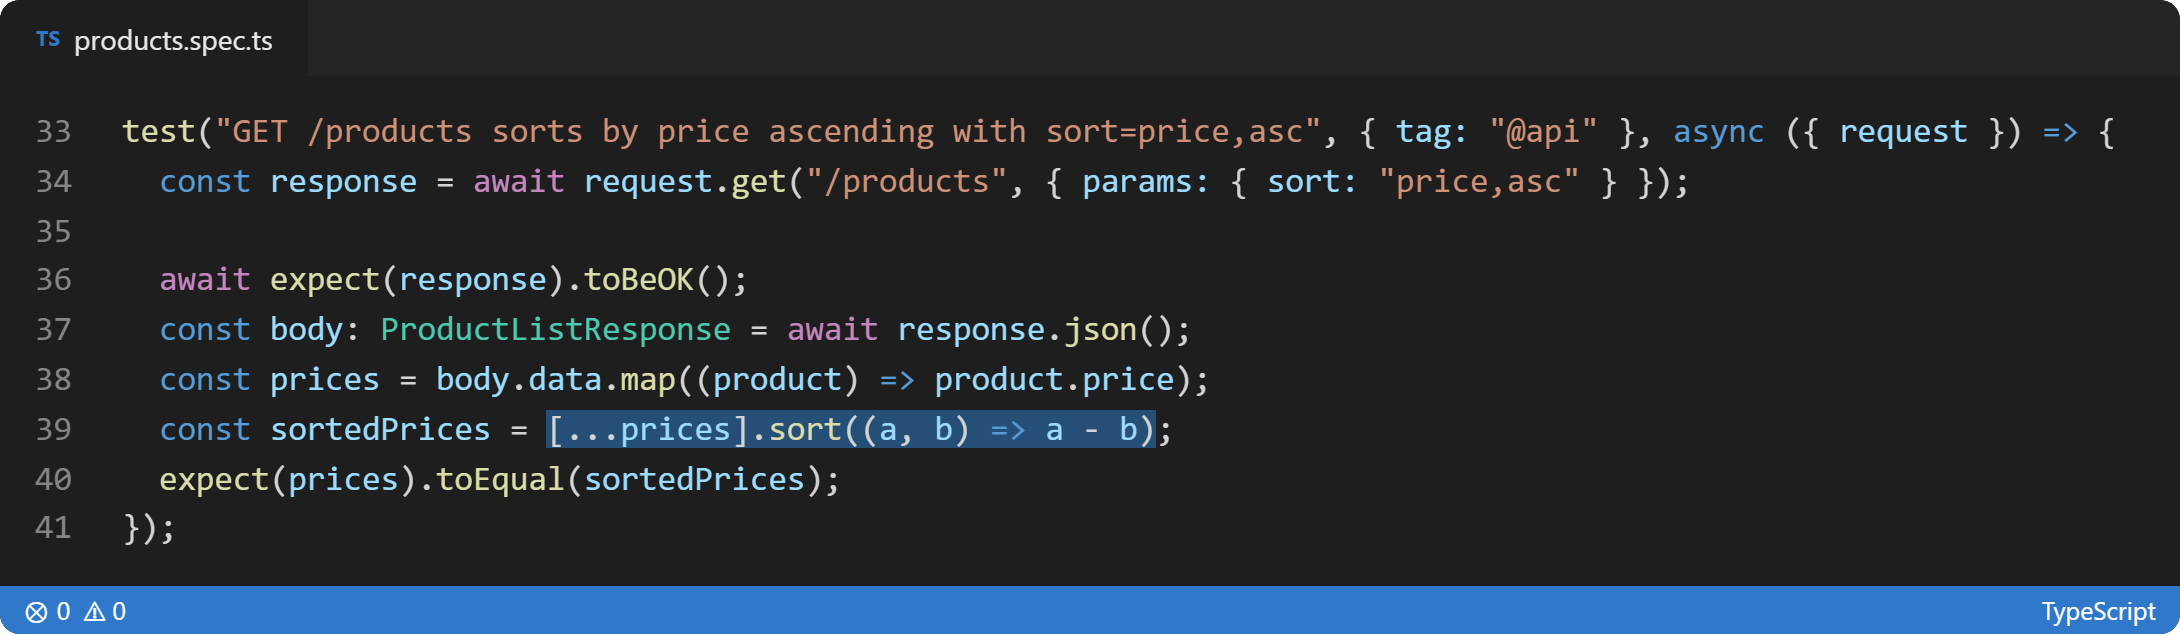 TS products.spec.ts
33 test("GET /products sorts by price ascending with sort=price,asc", { tag: "@api" }, async ({ request }) => {
34 const response = await request.get("/products", { params: { sort: "price,asc" } });
35
36 await expect(response).toBeOK();
37 const body: ProductListResponse = await response.json();
38 const prices = body.data.map((product) => product.price);
39 const sortedPrices = [...prices].sort((a, b) => a - b);
40 expect(prices).toEqual(sortedPrices);
41 });
0 0 TypeScript